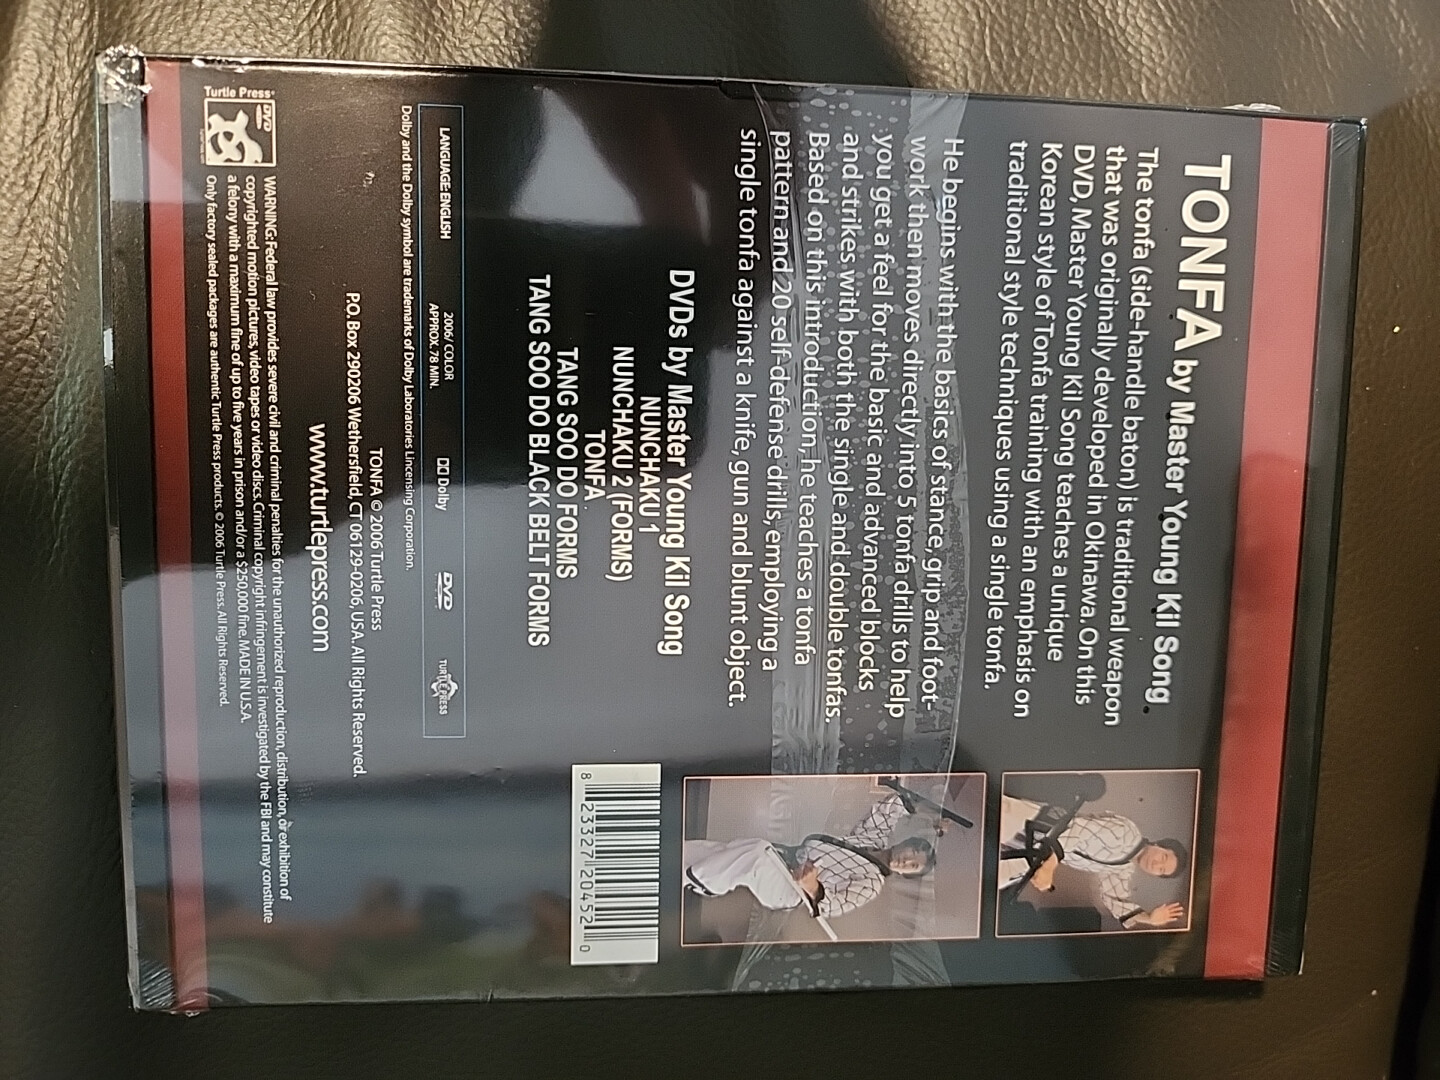 TONFA by Master Young Kil Song
The tonfa (side-handle baton) is traditional weapon
that was originally developed in Okinawa. On this
DVD, Master Young Kil Song teaches a unique
Korean style of Tonfa training with an emphasis on
traditional style techniques using a single tonfa.
He begins with the basics of stance, grip and foot-
work then moves directly into 5 tonfa drills to help
you get a feel for the basic and advanced blocks
and strikes with both the single and double tonfas.
Based on this introduction, he teaches a tonfa
pattern and 20 self-defense drills, employing a
single tonfa against a knife, gun and blunt object.
DVDs by Master Young Kil Song
NUNCHAKU 1
NUNCHAKU 2 (FORMS)
TONFA
TANG SOO DO FORMS
TANG SOO DO BLACK BELT FORMS
8 23327 20452 0
LANGUAGE: ENGLISH
2006/ COLOR
APPROX. 78 MIN.
Dolby
DVD
TURTLE PRESS
Dolby and the Dolby symbol are trademarks of Dolby Laboratories Lincensing Corporation.
TONFA © 2006 Turtle Press
P.O. Box 290206 Wethersfield, CT 06129-0206, USA. All Rights Reserved.
www.turtlepress.com
Turtle Press
DVD
WARNING: Federal law provides severe civil and criminal penalties for the unauthorized reproduction, distribution, or exhibition of
copyrighted motion pictures, video tapes or video discs. Criminal copyright infringement is investigated by the FBI and may constitute
a felony with a maximum fine of up to five years in prison and/or a $250,000 fine. MADE IN U.S.A.
Only factory sealed packages are authentic Turtle Press products. © 2006 Turtle Press. All Rights Reserved.